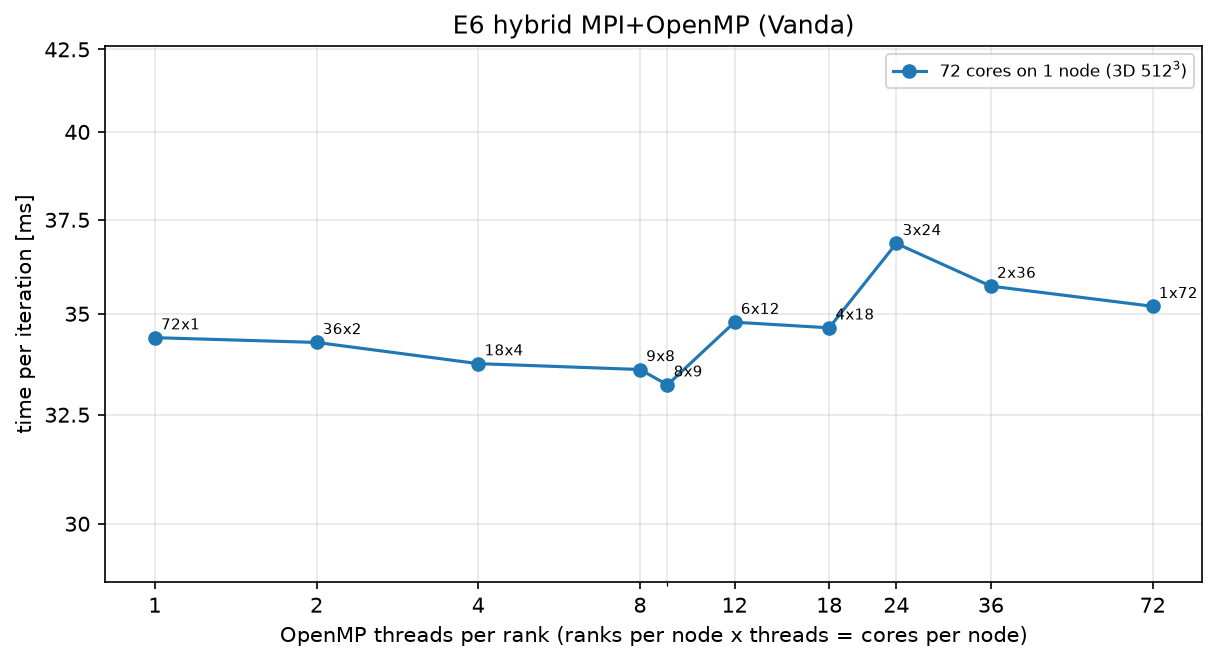 E6 hybrid MPI+OpenMP (Vanda)
72 cores on 1 node (3D 512³)
time per iteration [ms]
42.5
40
37.5
35
32.5
30
72x1
36x2
18x4
9x8
8x9
6x12
4x18
3x24
2x36
1x72
1 2 4 8 12 18 24 36 72
OpenMP threads per rank (ranks per node x threads = cores per node)